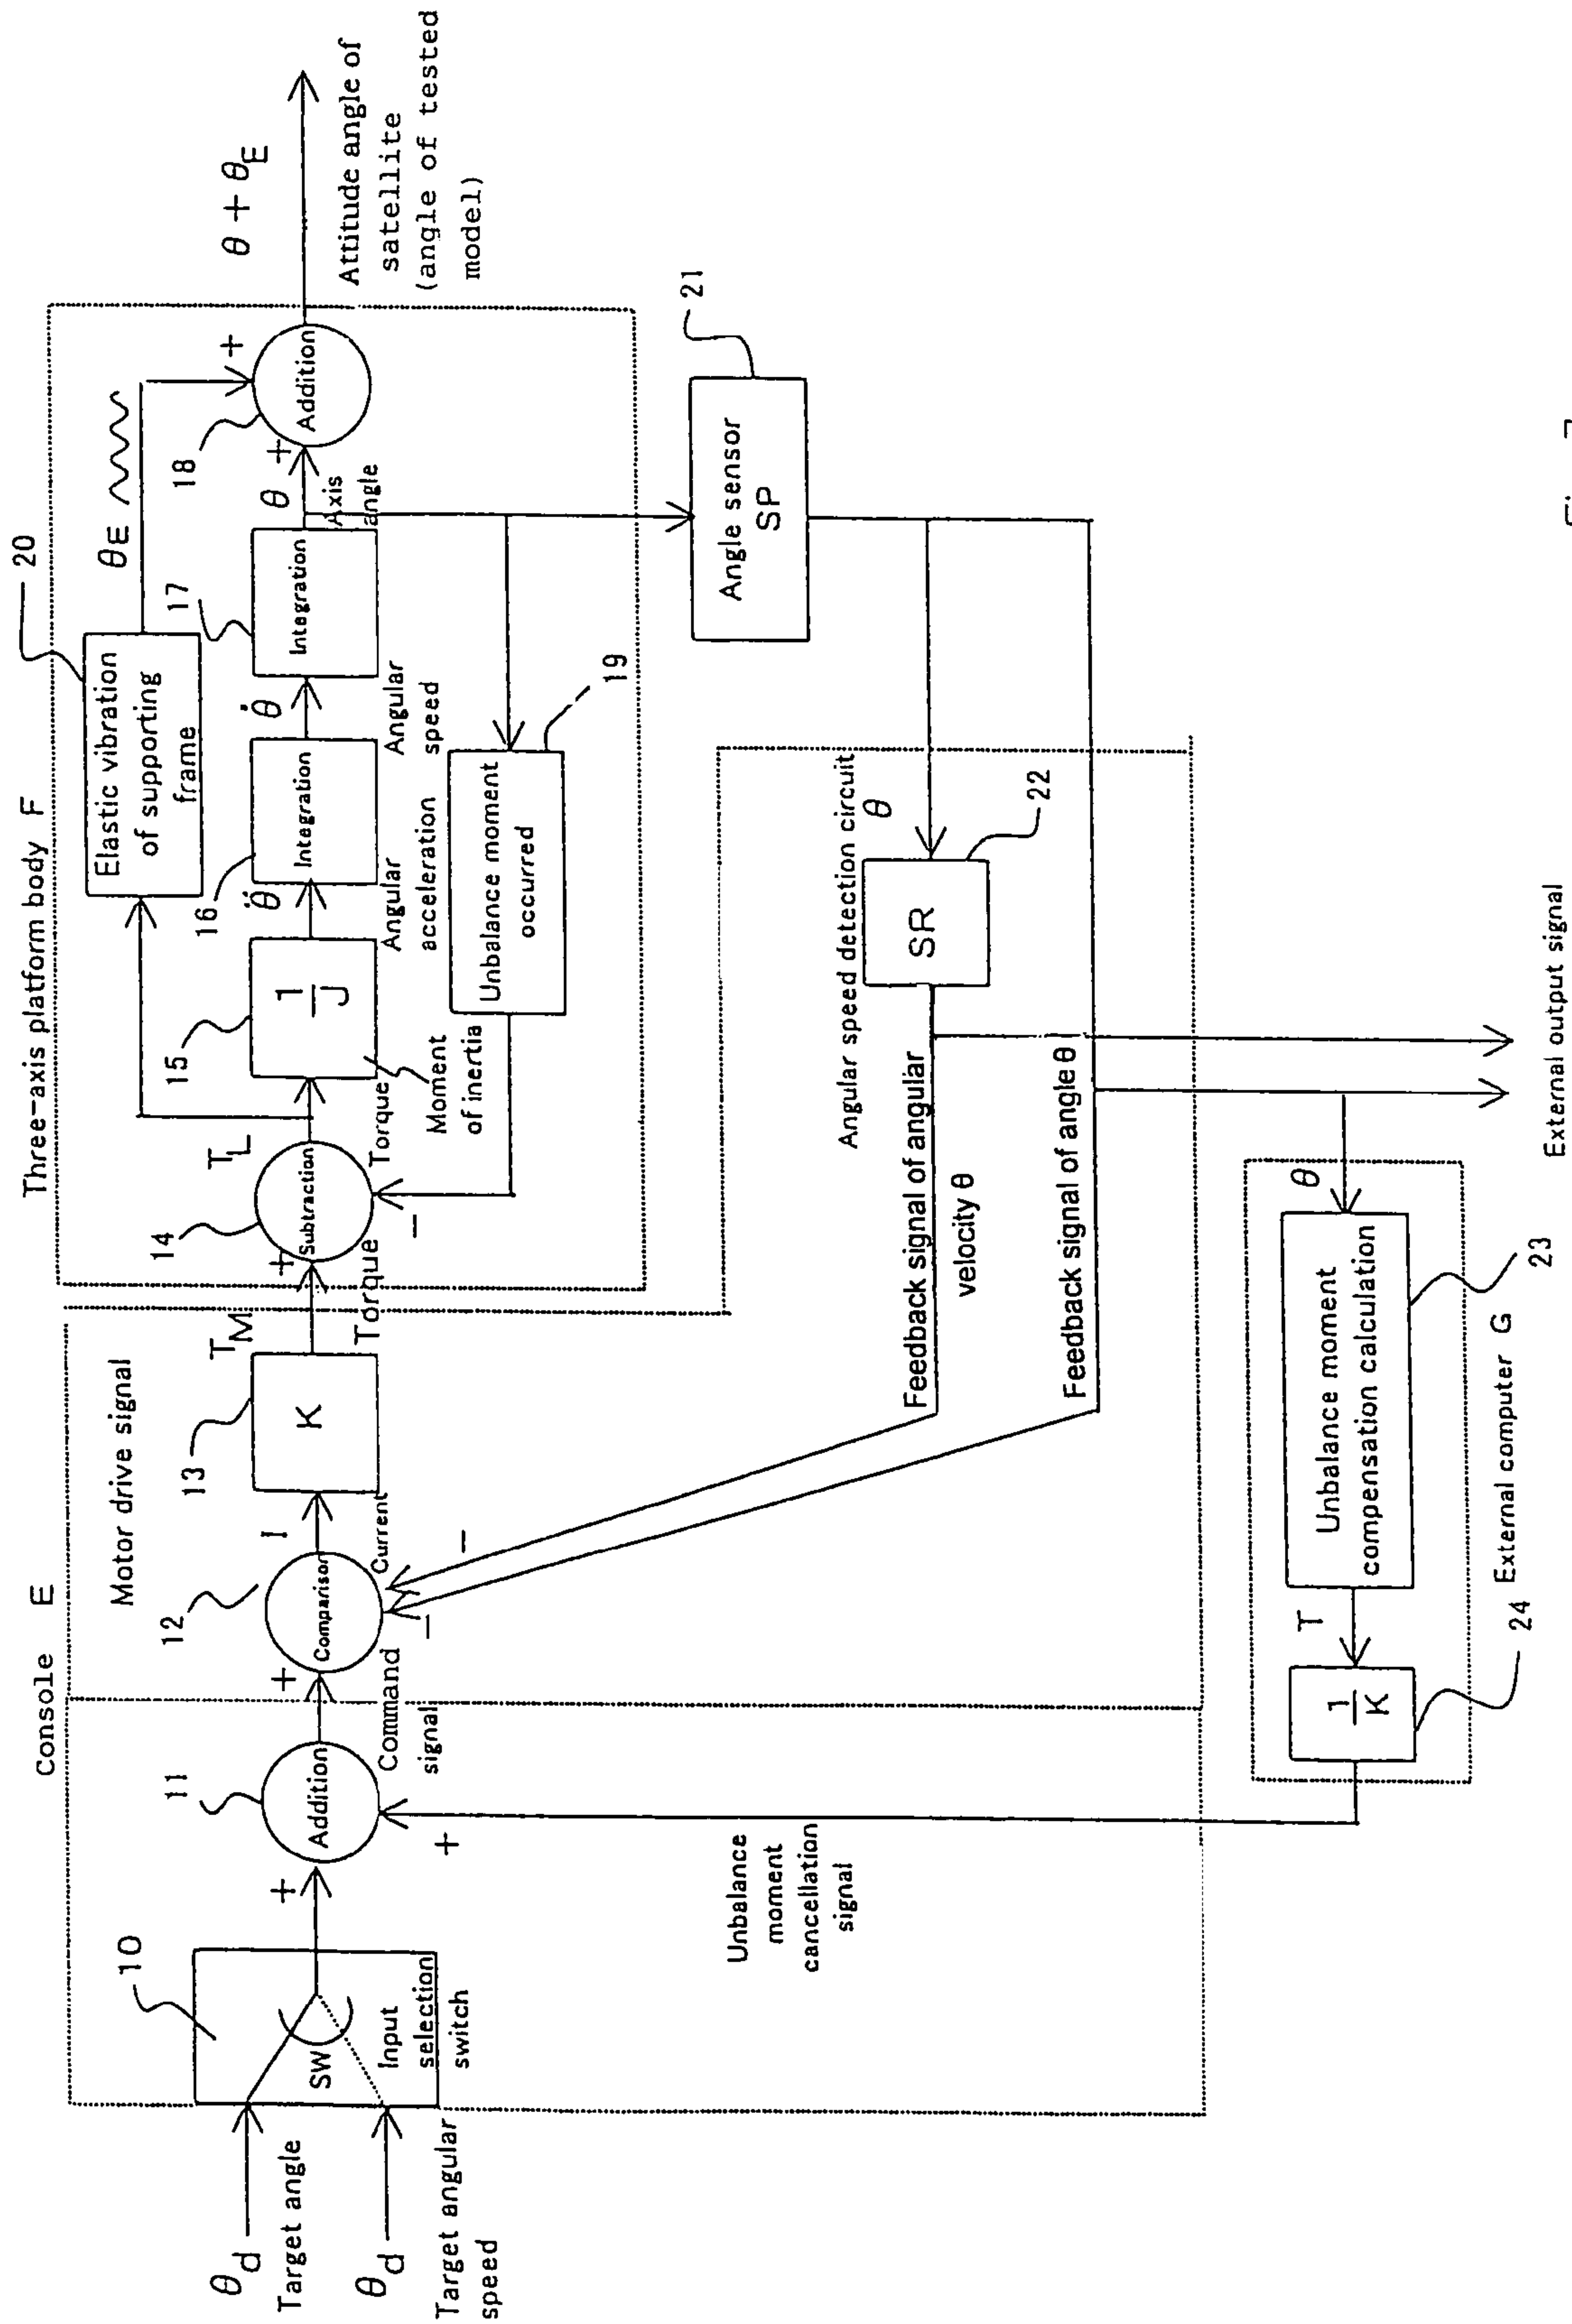 Console E
Three-axis platform body F
Motor drive signal
θd
Target angle
θd
Target angular
speed
10
SW
Input
selection
switch
+
11
Addition
+
Command
signal
+
12
Comparison
−
−
I
Current
13
K
TM
Torque
+
14
Subtraction
−
TL
Torque
15
1
J
Moment
of inertia
θ̈
Angular
acceleration
16
Integration
θ̇
Angular
speed
17
Integration
θ
Axis
angle
+
18
Addition
+
20
Elastic vibration
of supporting
frame
θE
θ + θE
Attitude angle of
satellite
(angle of tested
model)
19
Unbalance moment
occurred
21
Angle sensor
SP
Angular speed detection circuit
θ
22
SR
Feedback signal of angular
velocity θ
Feedback signal of angle θ
External output signal
θ
23
Unbalance moment
compensation calculation
T
24
1
K
External computer G
Unbalance
moment
cancellation
signal